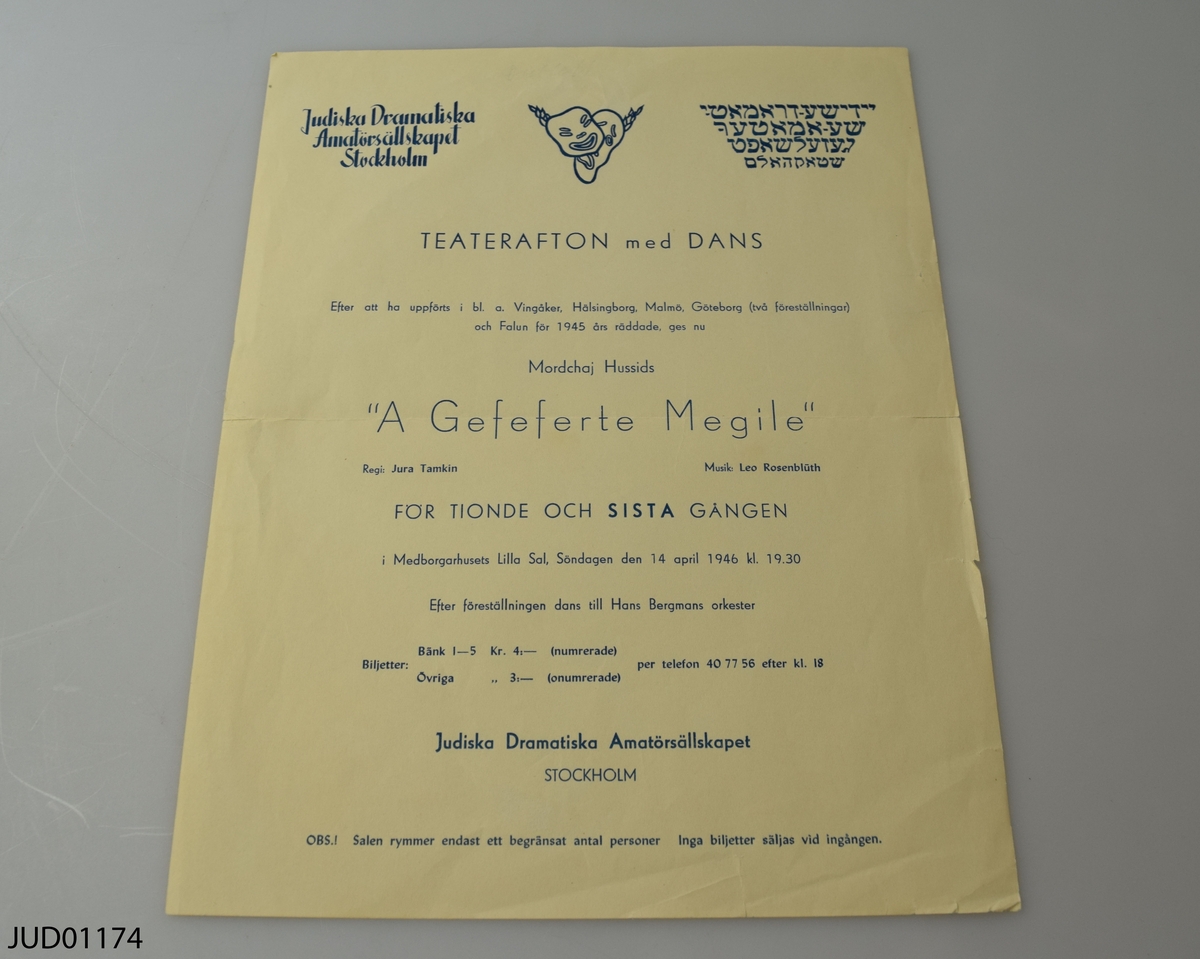 Judiska Dramatiska
Amatörsällskapet
Stockholm
יידישע-דראמאטי-
שע-אמאטער-
געזעלשאפט
שטאקהאלם
TEATERAFTON med DANS
Efter att ha uppförts i bl. a. Vingåker, Hälsingborg, Malmö, Göteborg (två föreställningar)
och Falun för 1945 års räddade, ges nu
Mordchaj Hussids
"A Gefeferte Megile"
Regi: Jura Tamkin Musik: Leo Rosenblüth
FÖR TIONDE OCH SISTA GÅNGEN
i Medborgarhusets Lilla Sal, Söndagen den 14 april 1946 kl. 19.30
Efter föreställningen dans till Hans Bergmans orkester
Biljetter: Bänk 1—5 Kr. 4:— (numrerade)
Övriga „ 3:— (onumrerade) per telefon 40 77 56 efter kl. 18
Judiska Dramatiska Amatörsällskapet
STOCKHOLM
OBS.! Salen rymmer endast ett begränsat antal personer Inga biljetter säljas vid ingången.
JUD01174